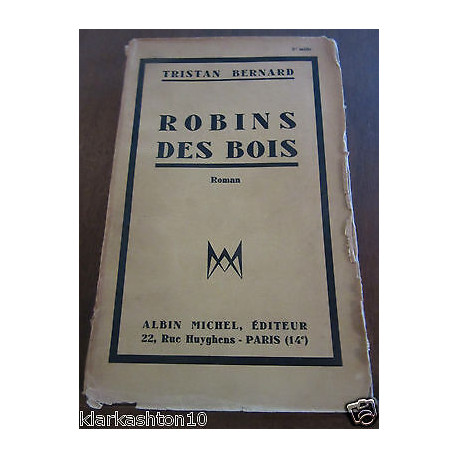 TRISTAN BERNARD
ROBINS
DES BOIS
Roman
ALBIN MICHEL, ÉDITEUR
22, Rue Huyghens - PARIS (14e)
klarkashton10